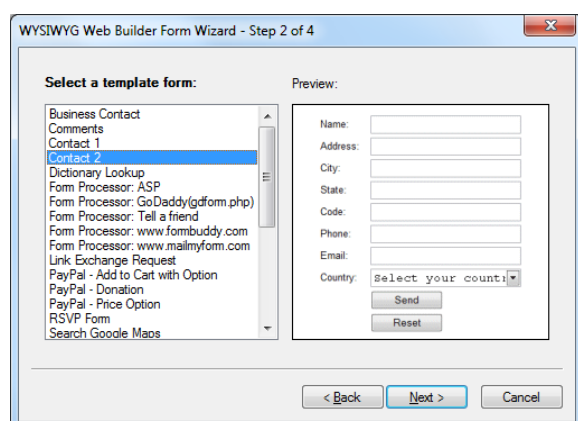 WYSIWYG Web Builder Form Wizard - Step 2 of 4
Select a template form:
Preview:
Business Contact
Comments
Contact 1
Contact 2
Dictionary Lookup
Form Processor: ASP
Form Processor: GoDaddy(gdform.php)
Form Processor: Tell a friend
Form Processor: www.formbuddy.com
Form Processor: www.mailmyform.com
Link Exchange Request
PayPal - Add to Cart with Option
PayPal - Donation
PayPal - Price Option
RSVP Form
Search Google Maps
Name:
Address:
City:
State:
Code:
Phone:
Email:
Country: Select your count
Send
Reset
< Back Next > Cancel